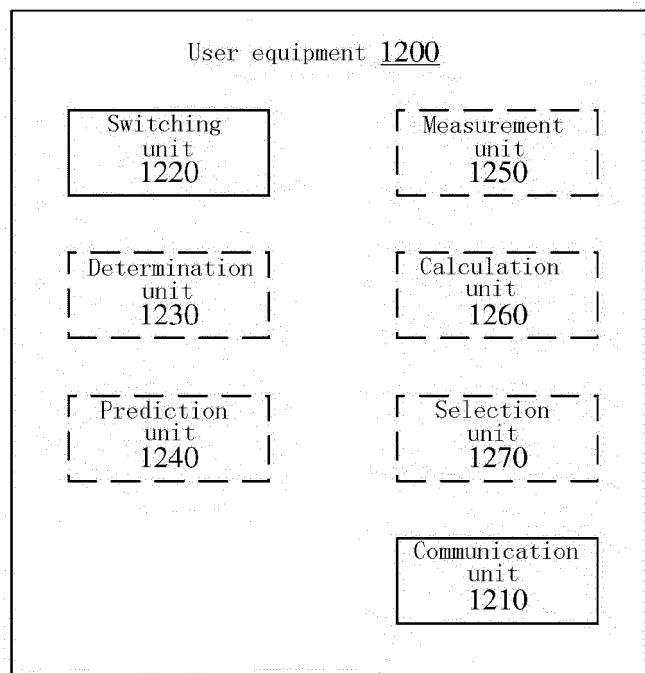 User equipment 1200
Switching
unit
1220
Measurement
unit
1250
Determination
unit
1230
Calculation
unit
1260
Prediction
unit
1240
Selection
unit
1270
Communication
unit
1210